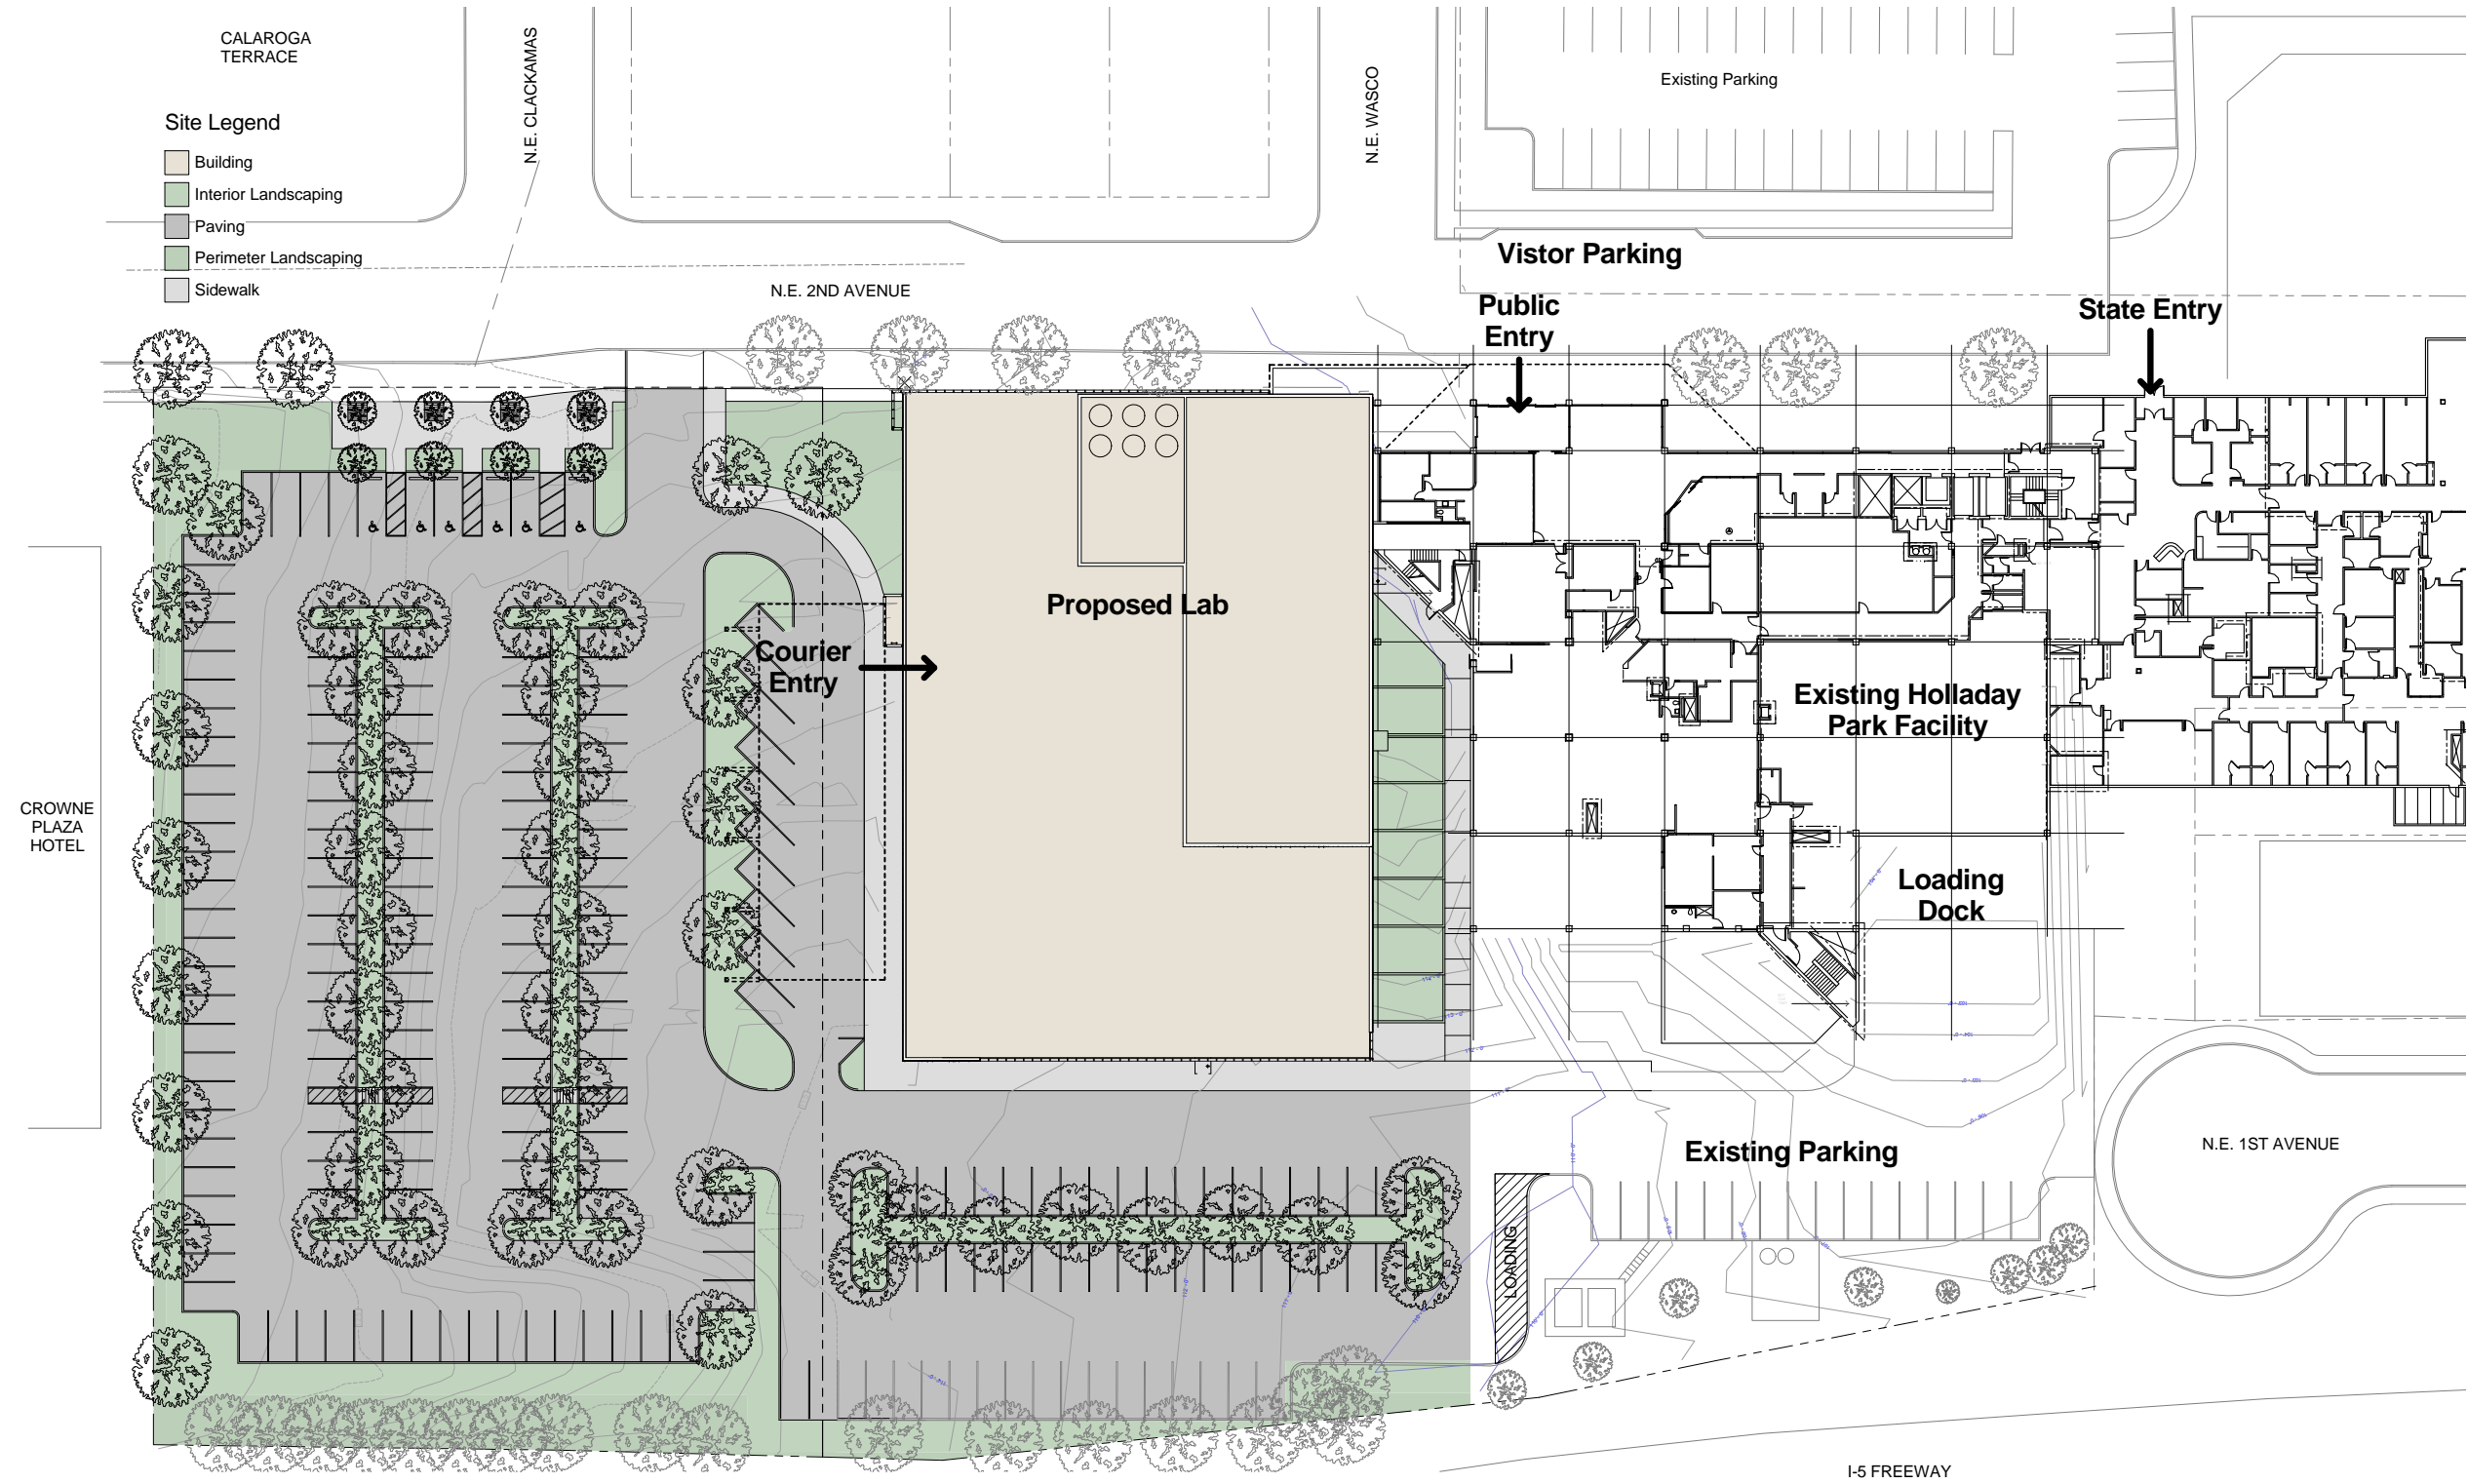 CALAROGA
TERRACE
N.E. CLACKAMAS
N.E. WASCO
Existing Parking
Site Legend
Building
Interior Landscaping
Paving
Perimeter Landscaping
Sidewalk
N.E. 2ND AVENUE
Vistor Parking
Public
Entry
State Entry
Proposed Lab
Courier
Entry
Existing Holladay
Park Facility
CROWNE
PLAZA
HOTEL
Loading
Dock
Existing Parking
N.E. 1ST AVENUE
LOADING
I-5 FREEWAY